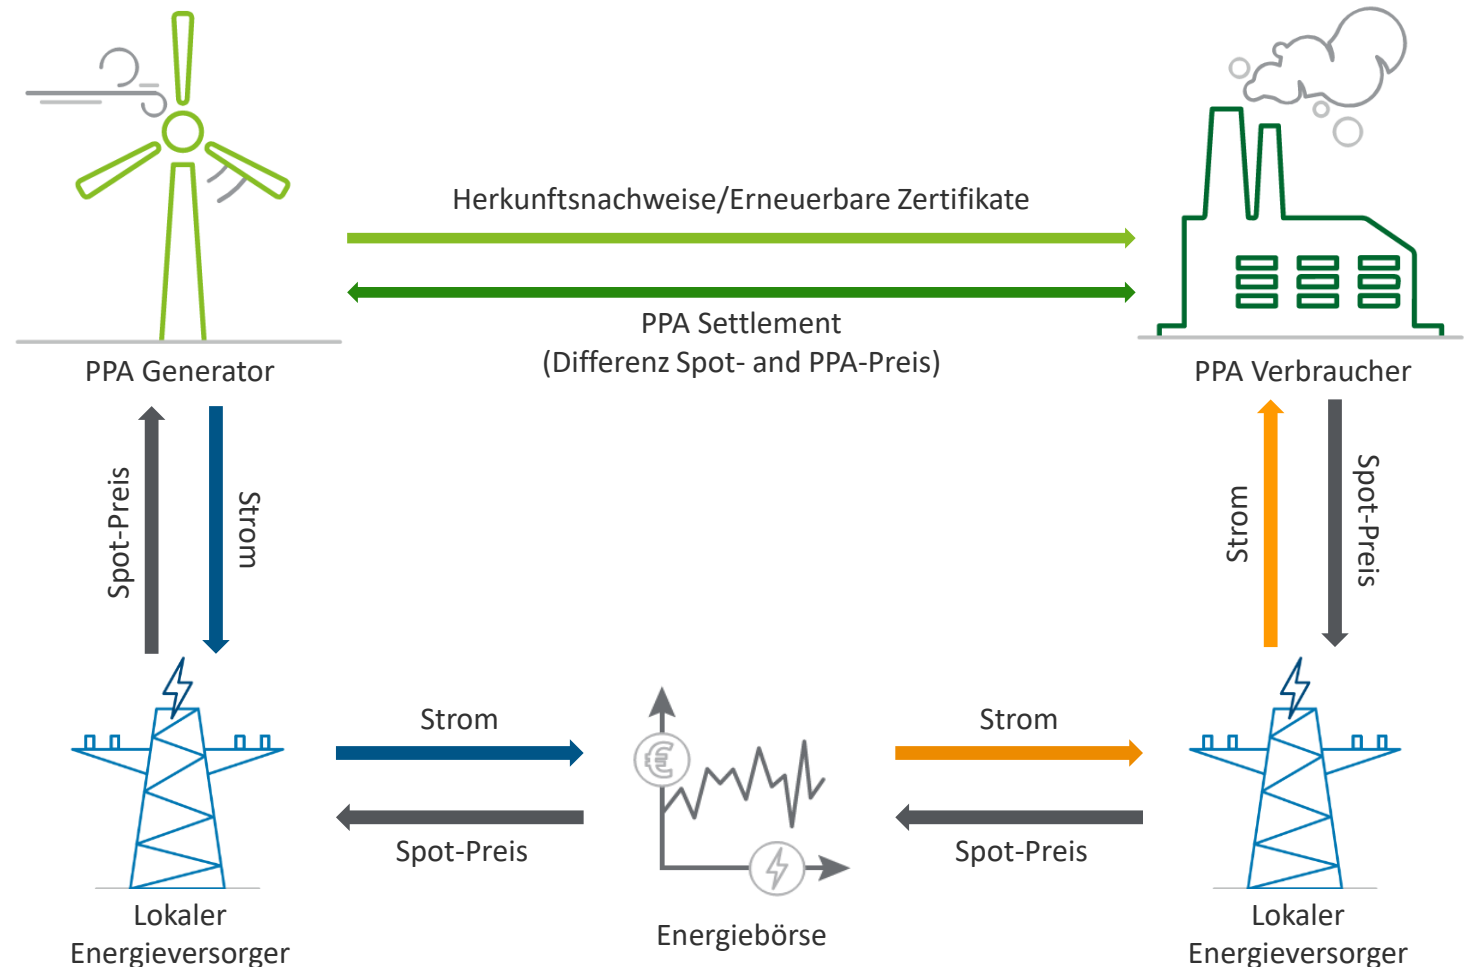 Herkunftsnachweise/Erneuerbare Zertifikate
PPA Settlement
(Differenz Spot- and PPA-Preis)
PPA Generator
PPA Verbraucher
Spot-Preis
Strom
Strom
Spot-Preis
Strom
Strom
€
Spot-Preis
Spot-Preis
Lokaler
Energieversorger
Energiebörse
Lokaler
Energieversorger